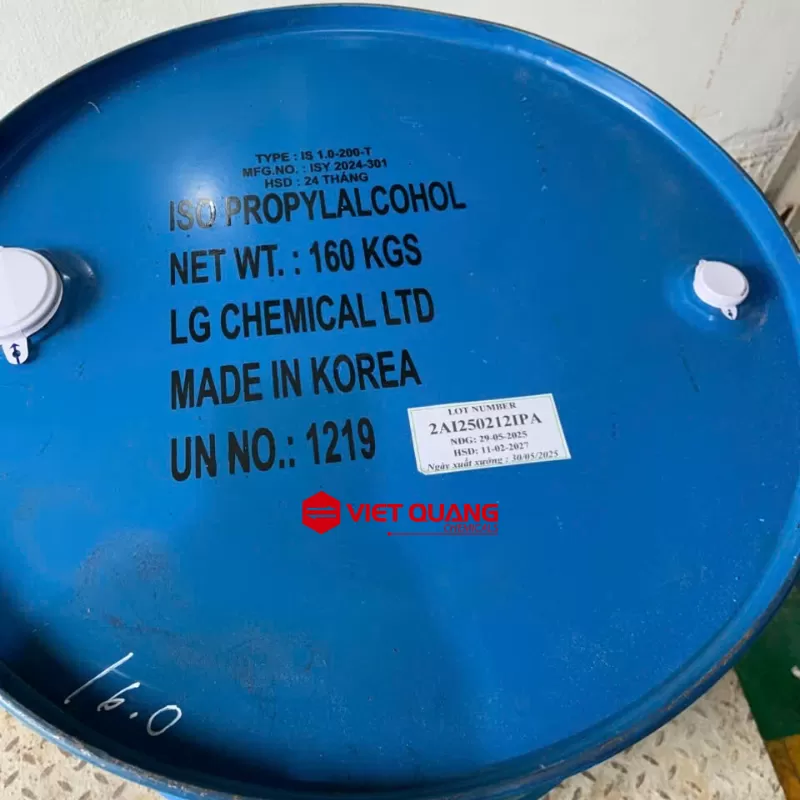 TYPE : IS 1.0-200-T
MFG.NO. : ISY 2024-301
HSD : 24 THÁNG
ISO PROPYLALCOHOL
NET WT. : 160 KGS
LG CHEMICAL LTD
MADE IN KOREA
UN NO.: 1219
LOT NUMBER
2AI250212IPA
NDG: 29-05-2025
HSD: 11-02-2027
Ngày xuất xưởng : 30/05/2025
VIET QUANG
CHEMICALS
16.0